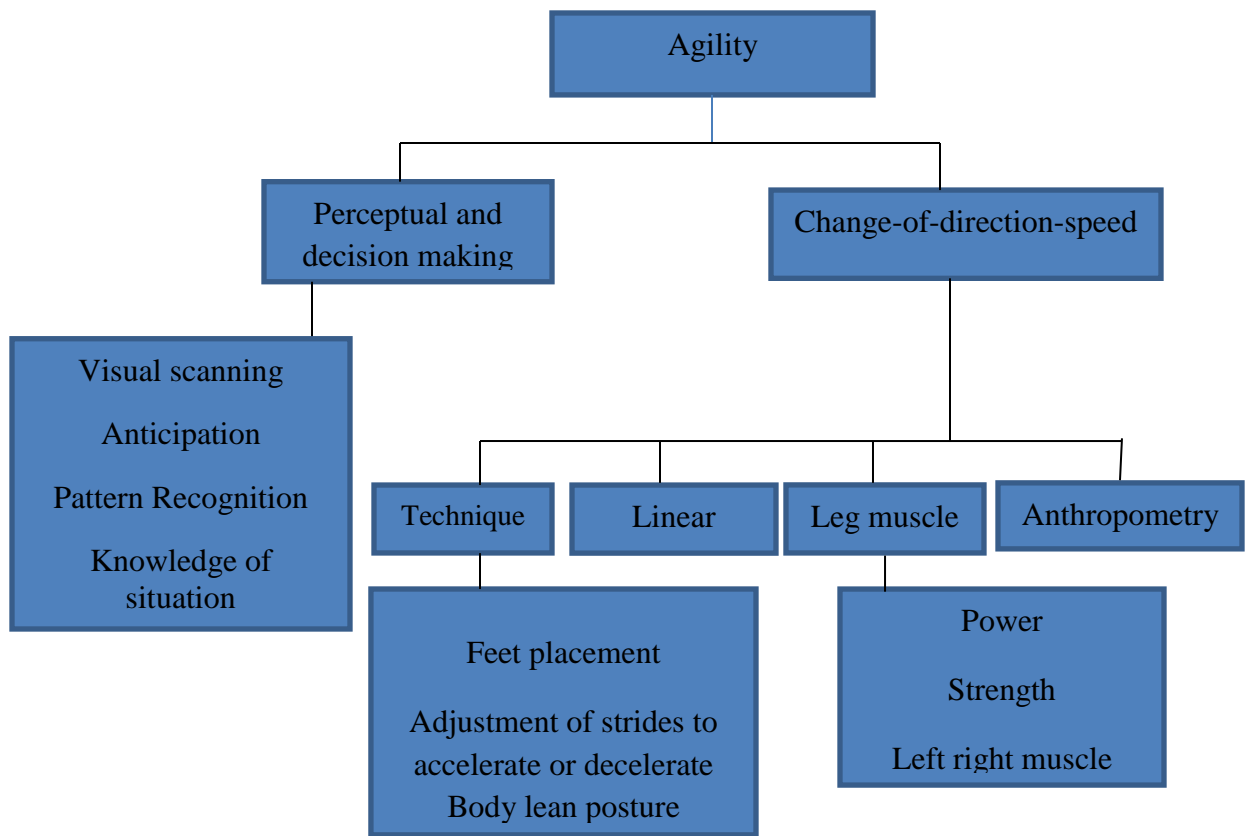 Agility
Perceptual and
decision making
Change-of-direction-speed
Visual scanning
Anticipation
Pattern Recognition
Knowledge of
situation
Technique
Linear
Leg muscle
Anthropometry
Feet placement
Adjustment of strides to
accelerate or decelerate
Body lean posture
Power
Strength
Left right muscle